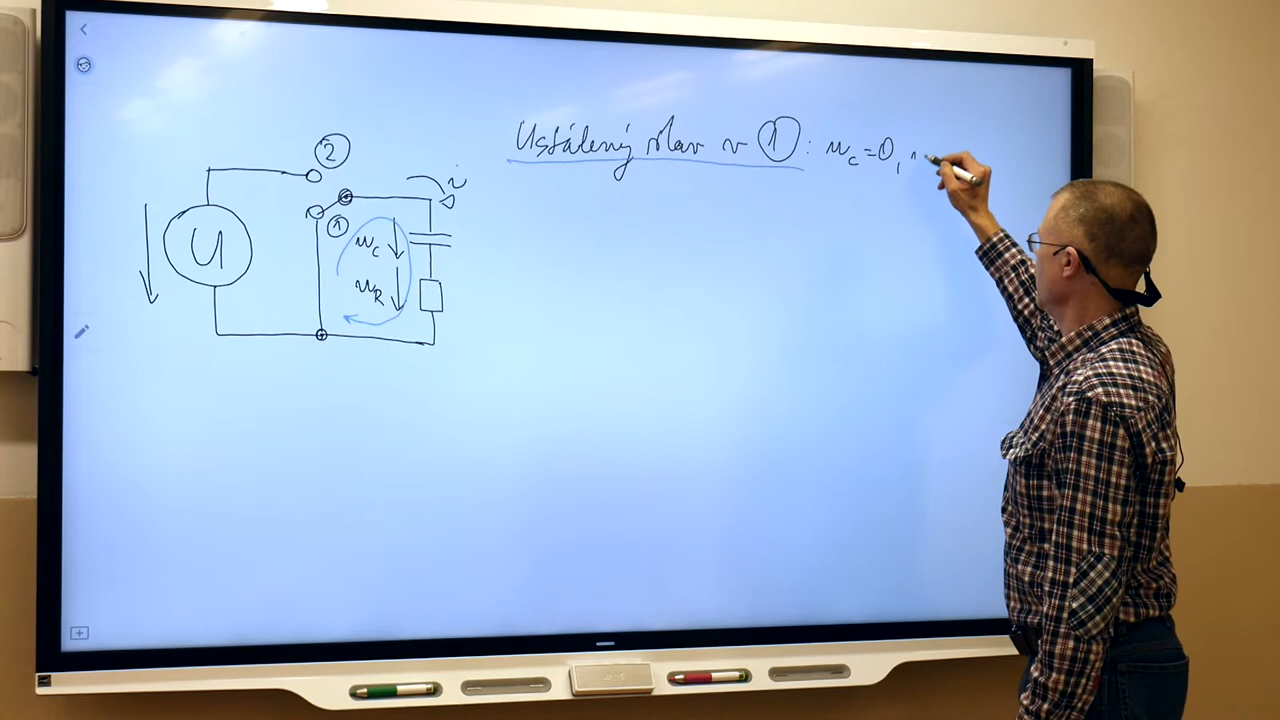 Ustálený stav v ①: u_c=0,
②
i
①
U
u_c
u_R